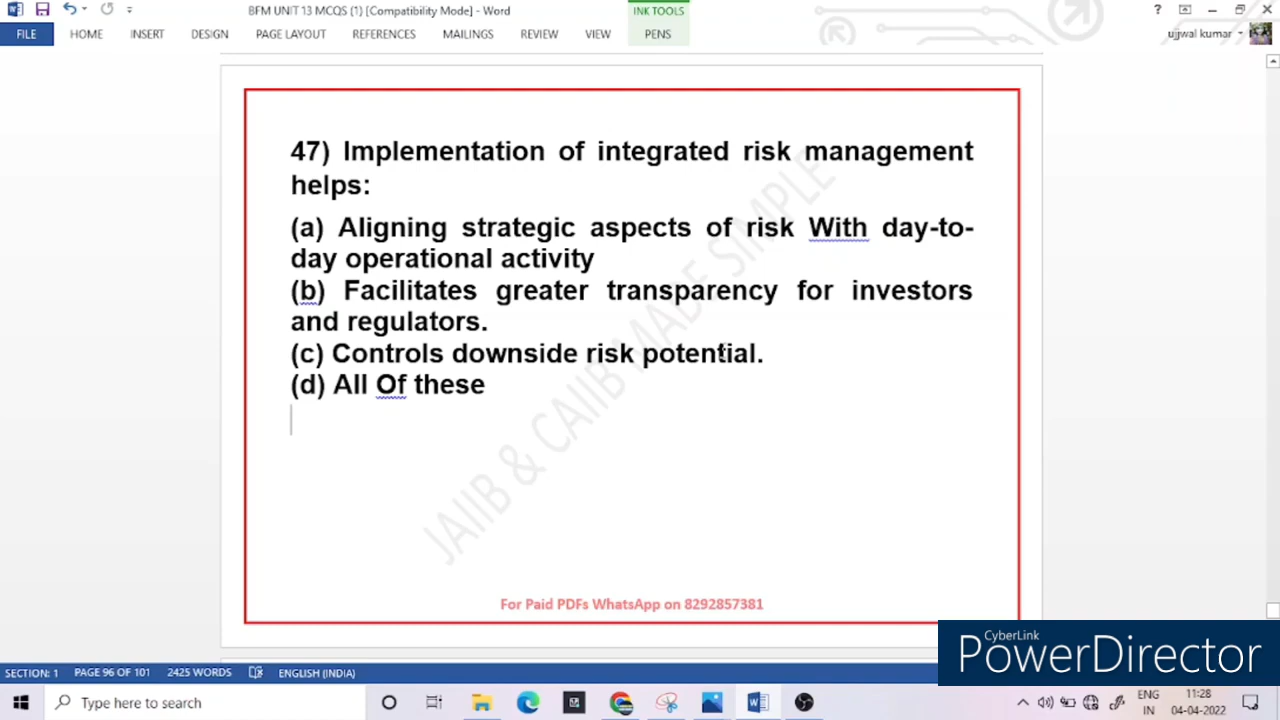 BFM UNIT 13 MCQS (1) [Compatibility Mode] - Word
INK TOOLS
FILE HOME INSERT DESIGN PAGE LAYOUT REFERENCES MAILINGS REVIEW VIEW PENS
ujjwal kumar
47) Implementation of integrated risk management
helps:
(a) Aligning strategic aspects of risk With day-to-
day operational activity
(b) Facilitates greater transparency for investors
and regulators.
(c) Controls downside risk potential.
(d) All Of these
JAIIB & CAIIB MADE SIMPLE
For Paid PDFs WhatsApp on 8292857381
CyberLink
PowerDirector
SECTION: 1 PAGE 96 OF 101 2425 WORDS ENGLISH (INDIA)
Type here to search
ENG 11:28
IN 04-04-2022